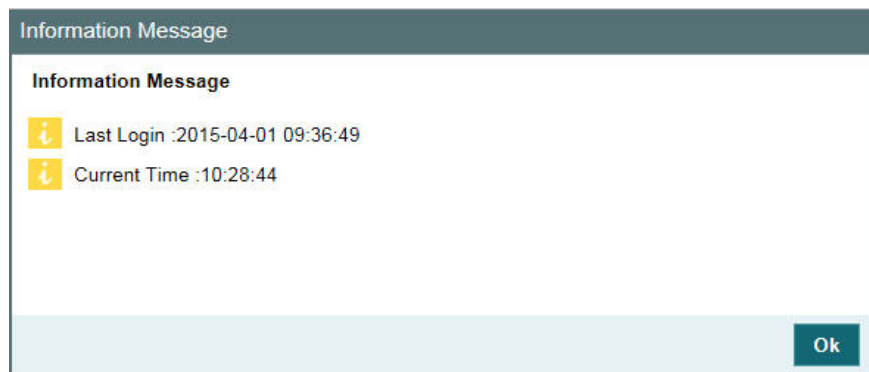 Information Message
Information Message
i Last Login :2015-04-01 09:36:49
i Current Time :10:28:44
Ok